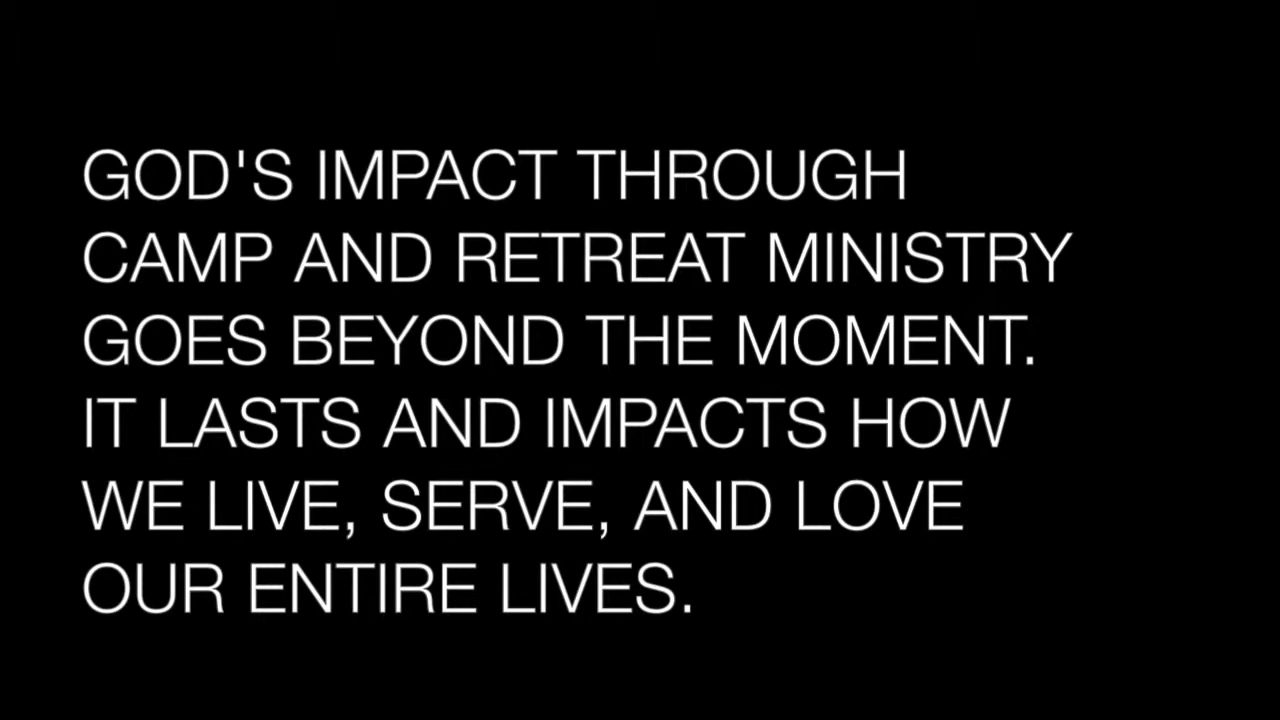 GOD'S IMPACT THROUGH
CAMP AND RETREAT MINISTRY
GOES BEYOND THE MOMENT.
IT LASTS AND IMPACTS HOW
WE LIVE, SERVE, AND LOVE
OUR ENTIRE LIVES.